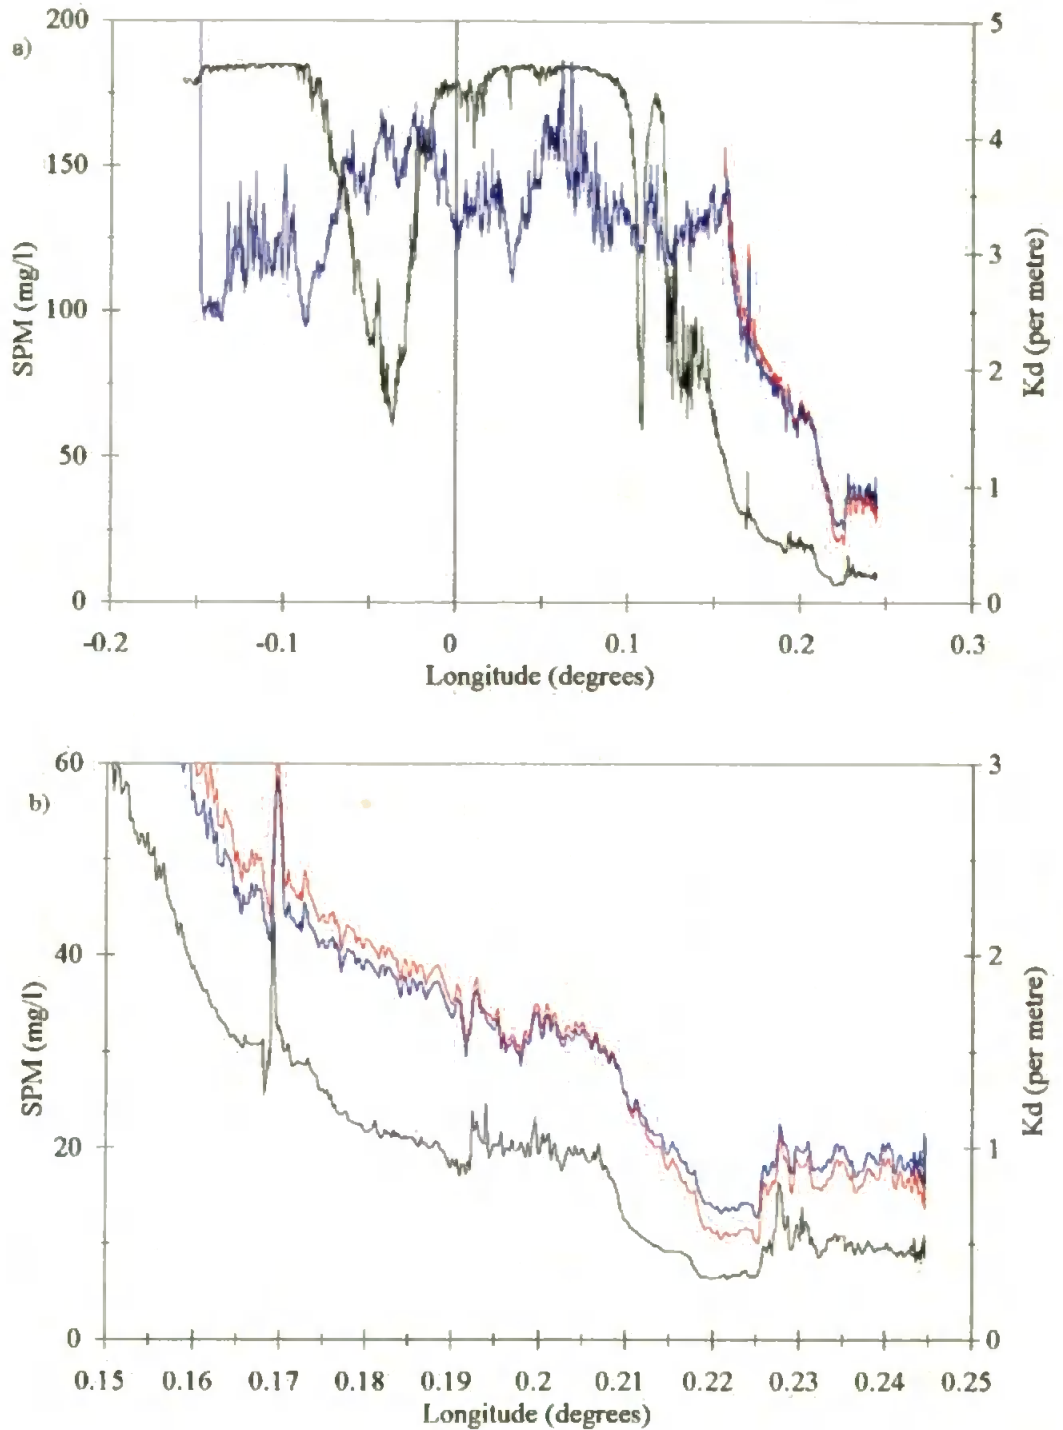 a)
200
150
100
50
0
SPM (mg/l)
5
4
3
2
1
0
Kd (per metre)
-0.2 -0.1 0 0.1 0.2 0.3
Longitude (degrees)
b)
60
40
20
0
SPM (mg/l)
3
2
1
0
Kd (per metre)
0.15 0.16 0.17 0.18 0.19 0.2 0.21 0.22 0.23 0.24 0.25
Longitude (degrees)